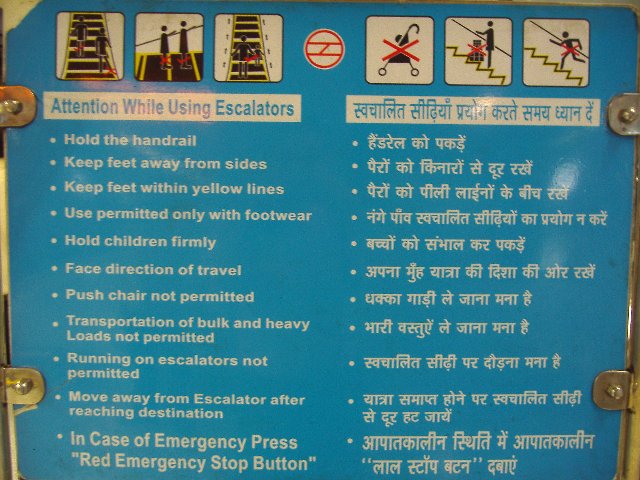 Attention While Using Escalators
• Hold the handrail
• Keep feet away from sides
• Keep feet within yellow lines
• Use permitted only with footwear
• Hold children firmly
• Face direction of travel
• Push chair not permitted
• Transportation of bulk and heavy
Loads not permitted
• Running on escalators not
permitted
• Move away from Escalator after
reaching destination
• In Case of Emergency Press
"Red Emergency Stop Button"
स्वचालित सीढ़ियाँ प्रयोग करते समय ध्यान दें
• हैंडरेल को पकड़ें
• पैरों को किनारों से दूर रखें
• पैरों को पीली लाईनों के बीच रखें
• नंगे पाँव स्वचालित सीढ़ियों का प्रयोग न करें
• बच्चों को संभाल कर पकड़ें
• अपना मुँह यात्रा की दिशा की ओर रखें
• धक्का गाड़ी ले जाना मना है
• भारी वस्तुऐं ले जाना मना है
• स्वचालित सीढ़ी पर दौड़ना मना है
• यात्रा समाप्त होने पर स्वचालित सीढ़ी
से दूर हट जायें
• आपातकालीन स्थिति में आपातकालीन
"लाल स्टॉप बटन" दबाएं